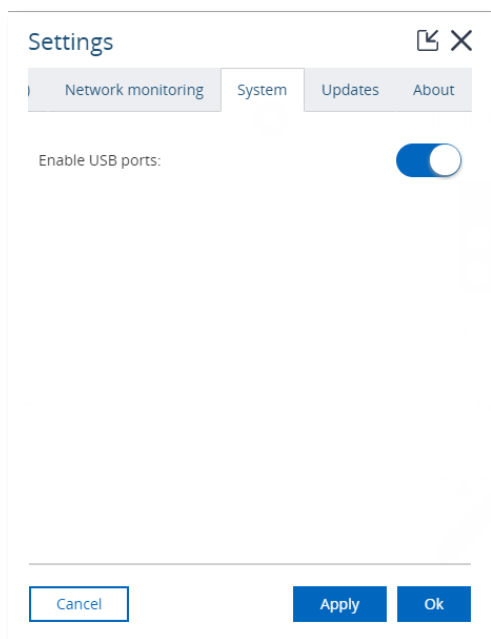 Settings
) Network monitoring System Updates About
Enable USB ports:
Cancel Apply Ok